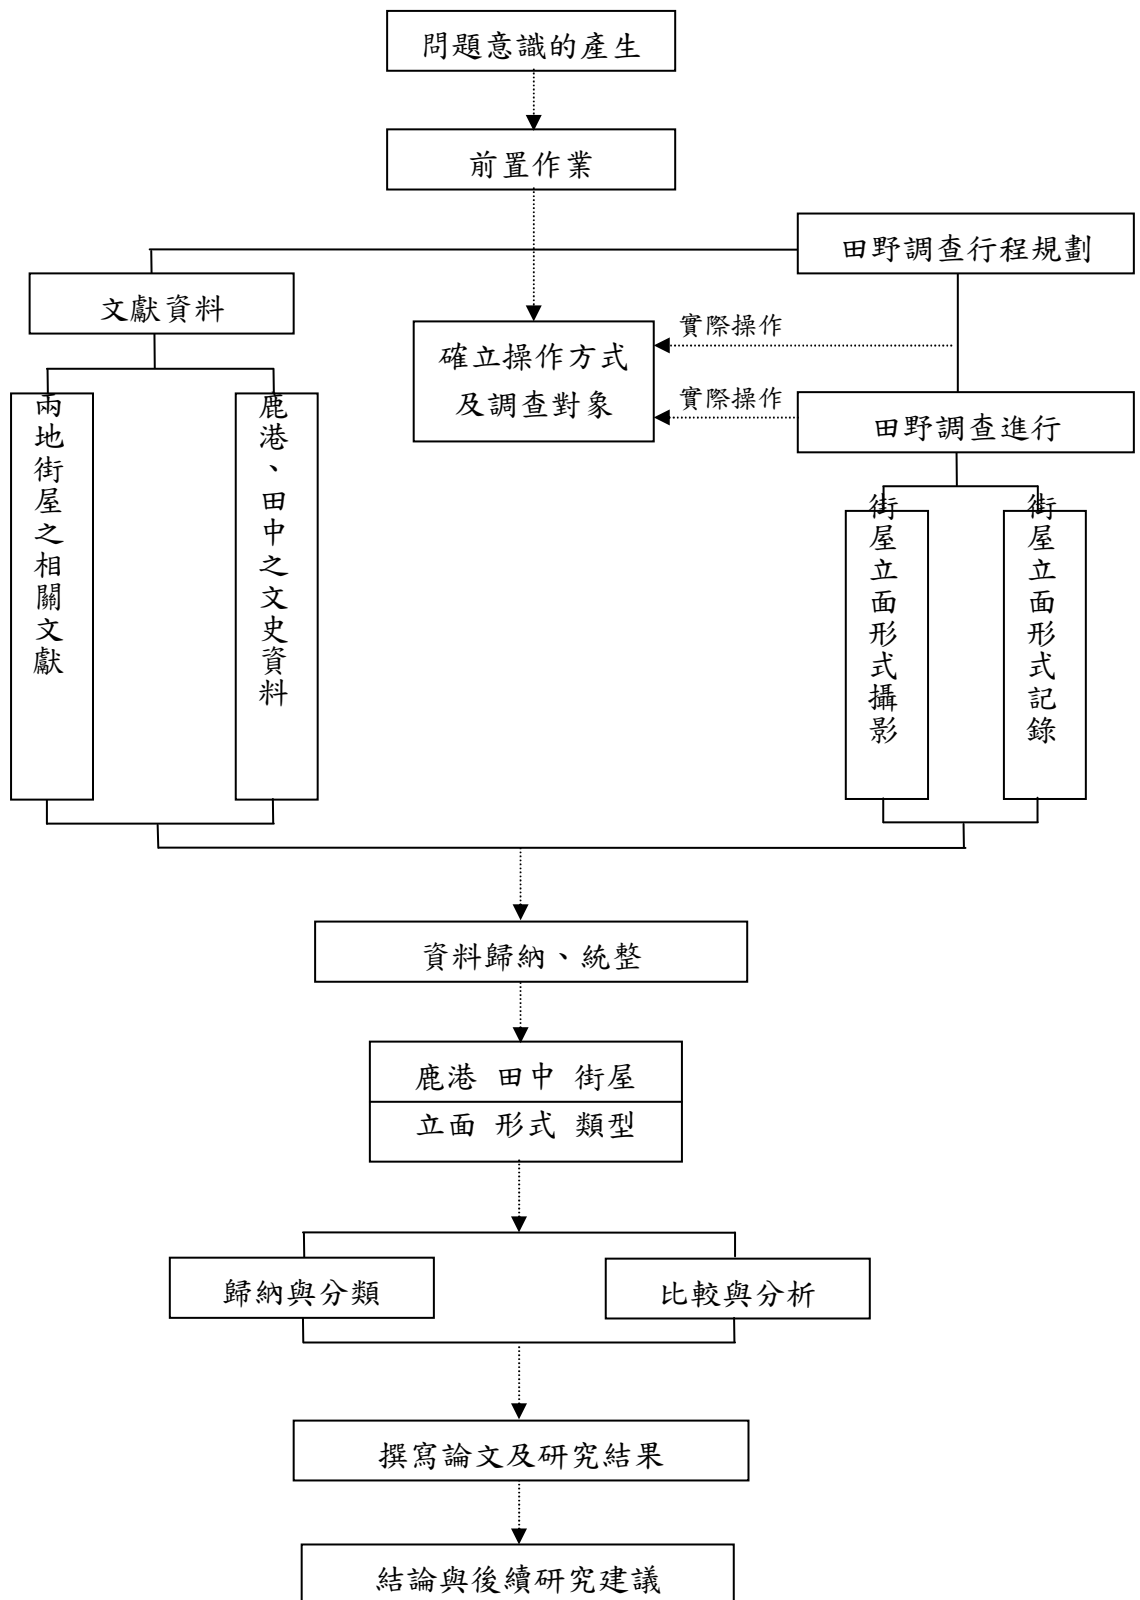 問題意識的產生
前置作業
田野調查行程規劃
文獻資料
實際操作
確立操作方式
及調查對象
實際操作
田野調查進行
兩地街屋之相關文獻
鹿港、田中之文史資料
街屋立面形式攝影
街屋立面形式記錄
資料歸納、統整
鹿港 田中 街屋
立面 形式 類型
歸納與分類
比較與分析
撰寫論文及研究結果
結論與後續研究建議